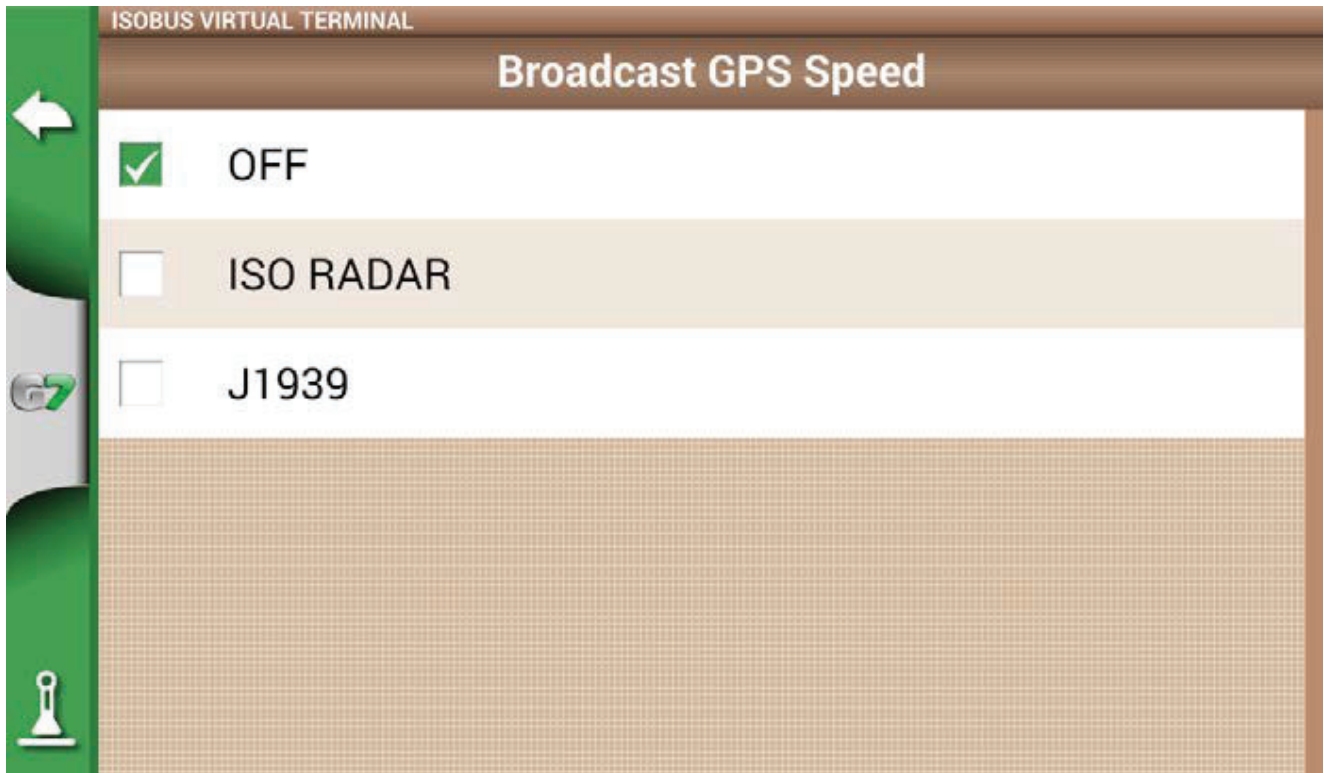 ISOBUS VIRTUAL TERMINAL
Broadcast GPS Speed
OFF
ISO RADAR
J1939
G7